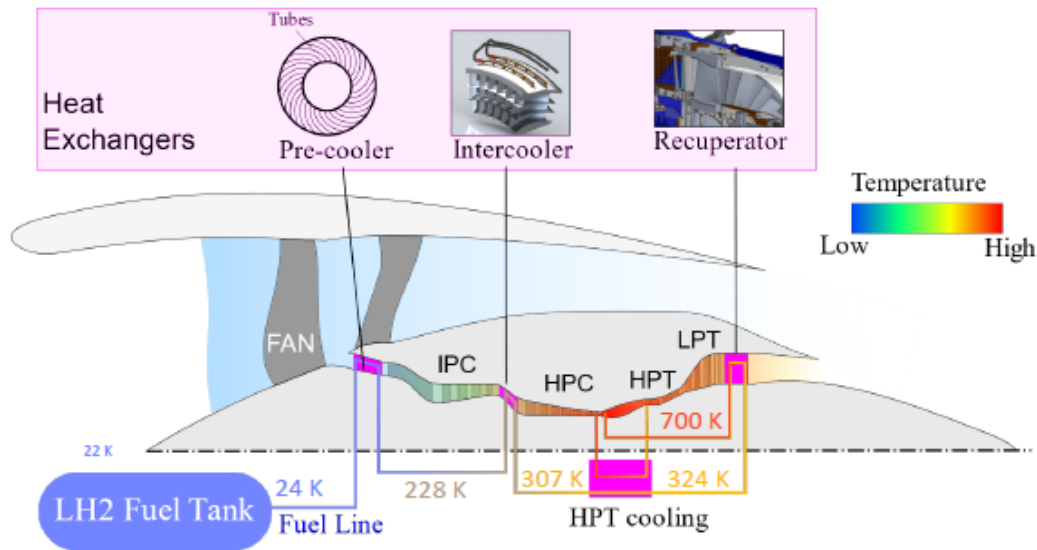 Tubes
Heat
Exchangers
Pre-cooler
Intercooler
Recuperator
Temperature
Low
High
FAN
IPC
HPC
HPT
LPT
700 K
22 K
24 K
228 K
307 K
324 K
LH2 Fuel Tank
Fuel Line
HPT cooling